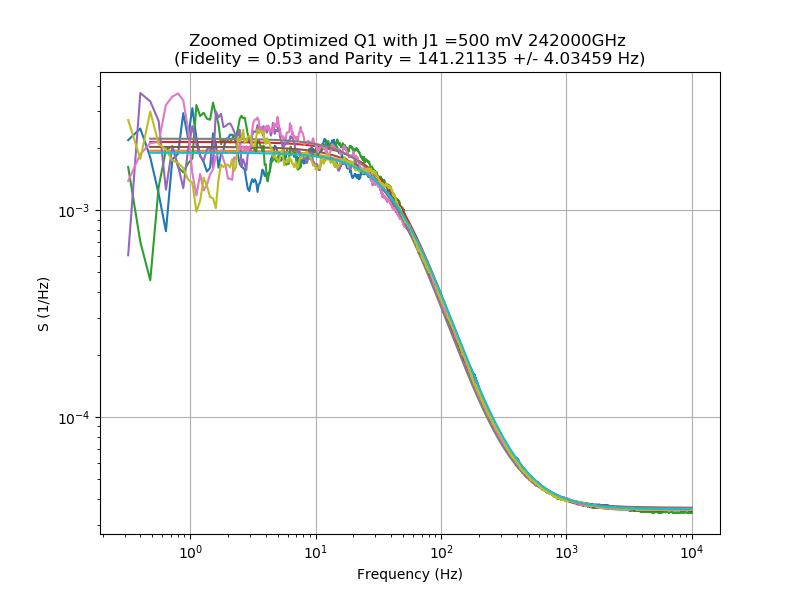 Zoomed Optimized Q1 with J1 =500 mV 242000GHz
(Fidelity = 0.53 and Parity = 141.21135 +/- 4.03459 Hz)
S (1/Hz)
10⁻³
10⁻⁴
10⁰ 10¹ 10² 10³ 10⁴
Frequency (Hz)